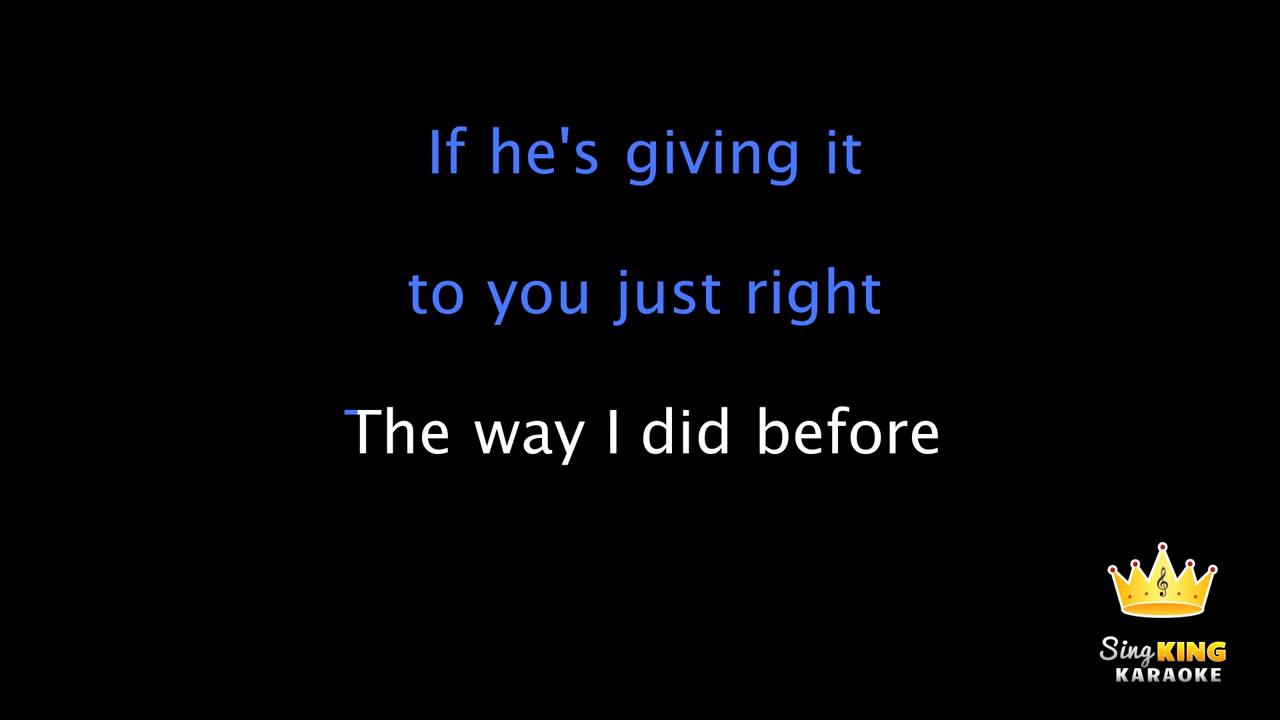 If he's giving it
to you just right
The way I did before
Sing KING
KARAOKE